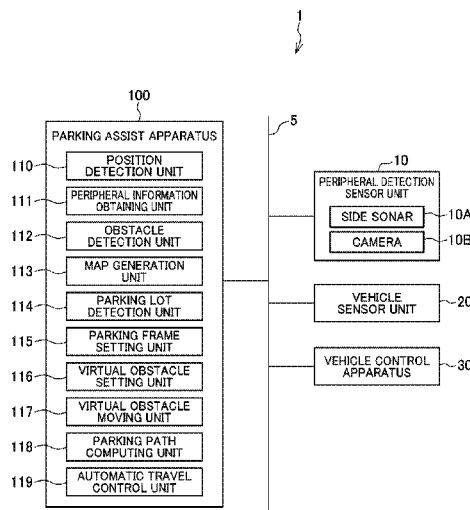 1
100
5
PARKING ASSIST APPARATUS
110
POSITION
DETECTION UNIT
111
PERIPHERAL INFORMATION
OBTAINING UNIT
112
OBSTACLE
DETECTION UNIT
113
MAP GENERATION
UNIT
114
PARKING LOT
DETECTION UNIT
115
PARKING FRAME
SETTING UNIT
116
VIRTUAL OBSTACLE
SETTING UNIT
117
VIRTUAL OBSTACLE
MOVING UNIT
118
PARKING PATH
COMPUTING UNIT
119
AUTOMATIC TRAVEL
CONTROL UNIT
10
PERIPHERAL DETECTION
SENSOR UNIT
SIDE SONAR
10A
CAMERA
10B
VEHICLE
SENSOR UNIT
20
VEHICLE CONTROL
APPARATUS
30